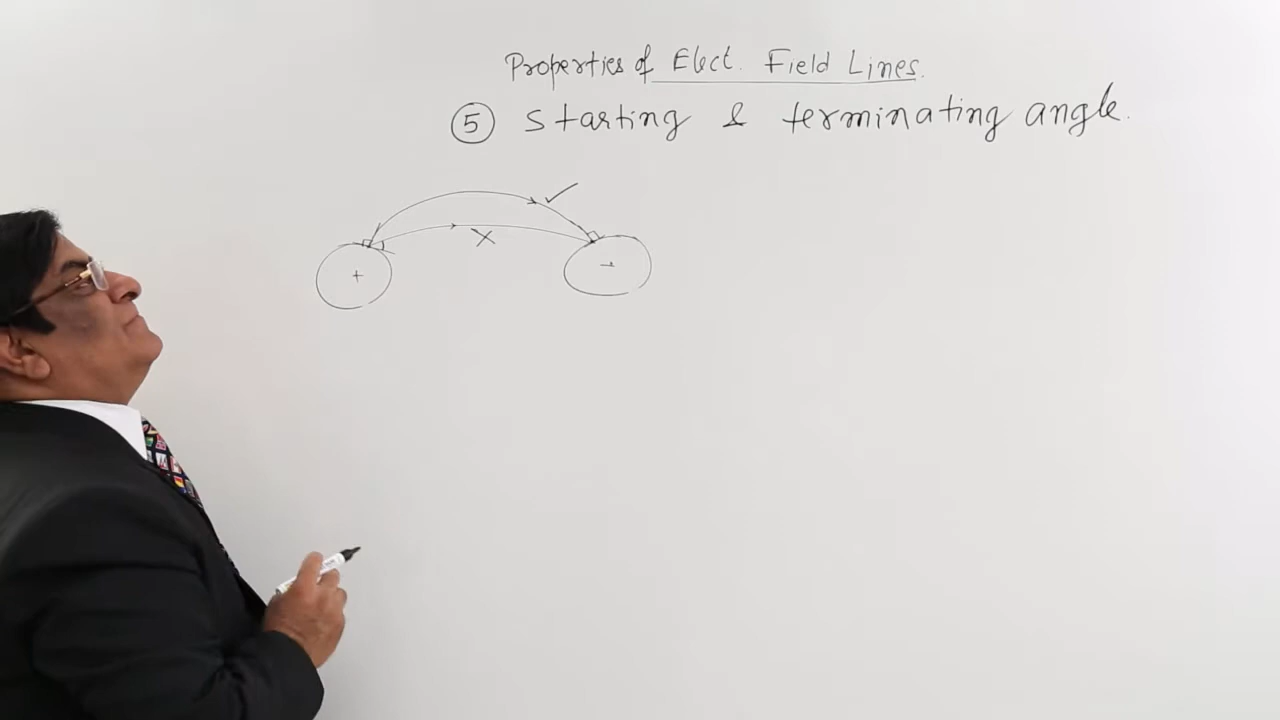 Properties of Elect. Field Lines.
⑤ Starting & terminating angle.
+ -